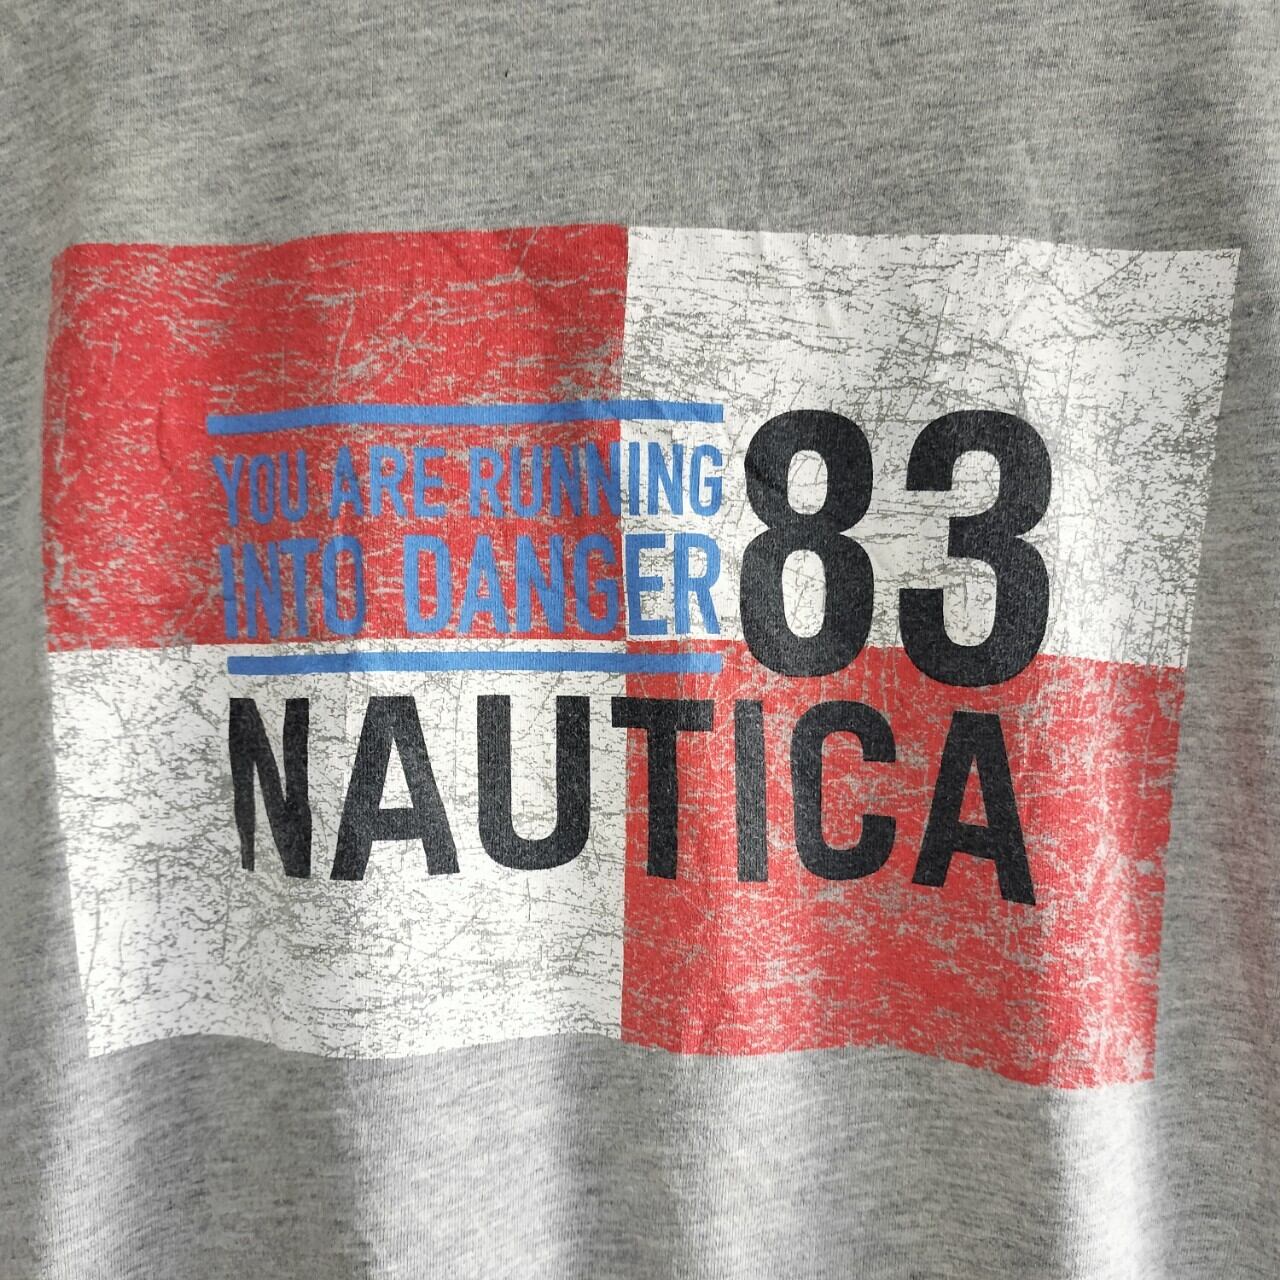 YOU ARE RUNNING
INTO DANGER
83
NAUTICA